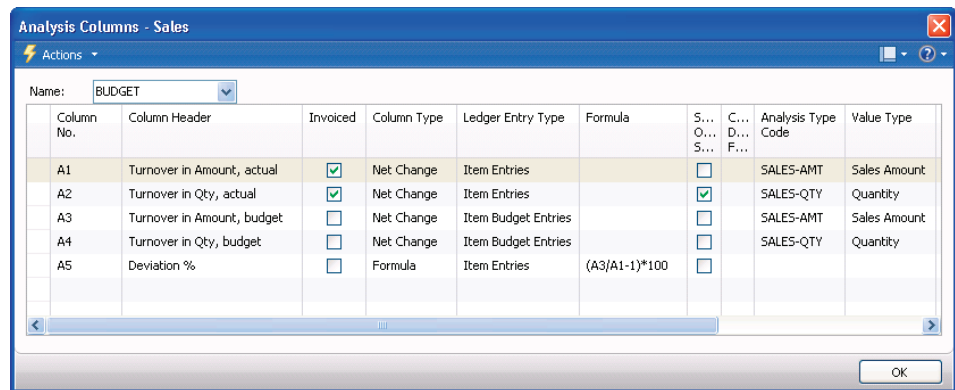 Analysis Columns - Sales
Actions
Name: BUDGET
Column No. Column Header Invoiced Column Type Ledger Entry Type Formula S... O... S... C... D... F... Analysis Type Code Value Type
A1 Turnover in Amount, actual Net Change Item Entries SALES-AMT Sales Amount
A2 Turnover in Qty, actual Net Change Item Entries SALES-QTY Quantity
A3 Turnover in Amount, budget Net Change Item Budget Entries SALES-AMT Sales Amount
A4 Turnover in Qty, budget Net Change Item Budget Entries SALES-QTY Quantity
A5 Deviation % Formula Item Entries (A3/A1-1)*100
OK